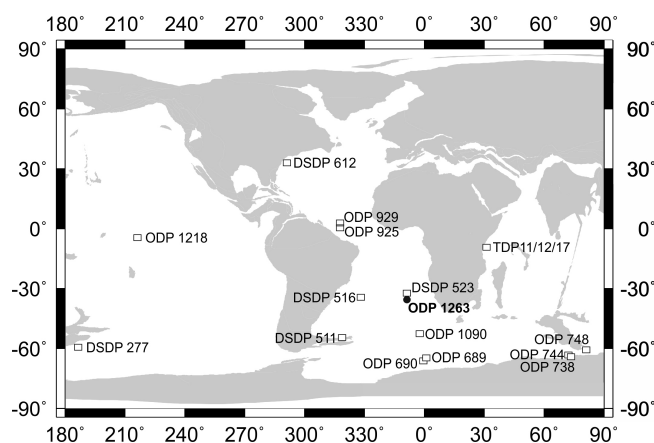 180° 210° 240° 270° 300° 330° 0° 30° 60° 90°
90° 90°
60° 60°
30° 30°
0° 0°
-30° -30°
-60° -60°
-90° -90°
DSDP 612
ODP 929
ODP 925
ODP 1218
TDP11/12/17
DSDP 523
DSDP 516
ODP 1263
ODP 1090
DSDP 511
DSDP 277
ODP 748
ODP 689
ODP 744
ODP 690
ODP 738
180° 210° 240° 270° 300° 330° 0° 30° 60° 90°